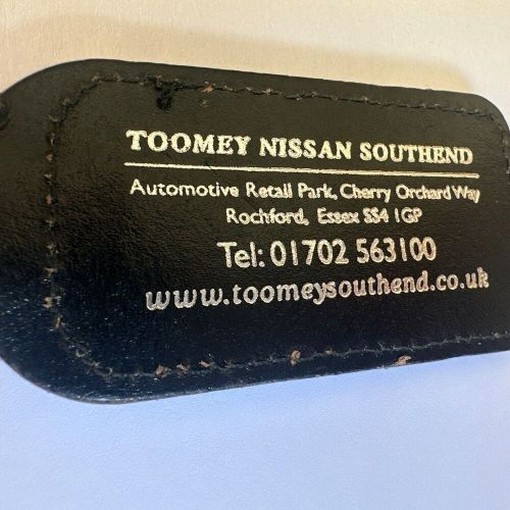 TOOMEY NISSAN SOUTHEND
Automotive Retail Park, Cherry Orchard Way
Rochford, Essex SS4 1GP
Tel: 01702 563100
www.toomeysouthend.co.uk